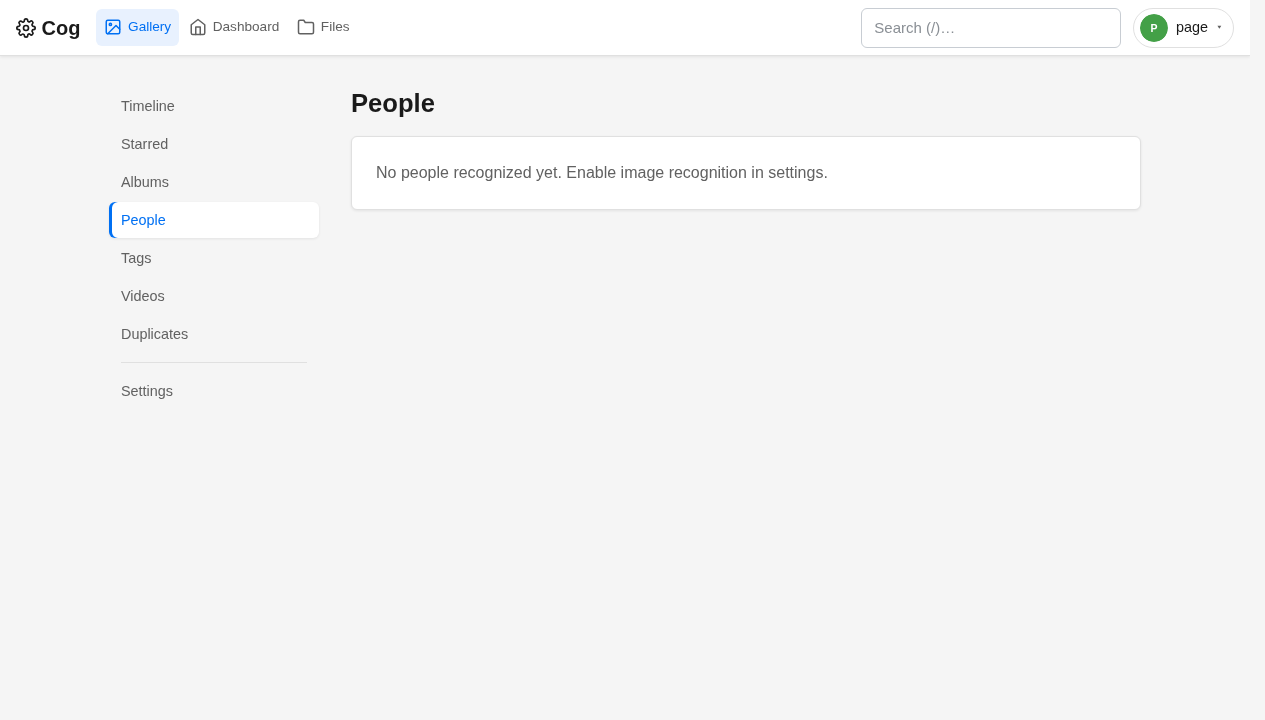 Cog
Gallery
Dashboard
Files
Search (/)…
P
page
Timeline
Starred
Albums
People
Tags
Videos
Duplicates
Settings
People
No people recognized yet. Enable image recognition in settings.